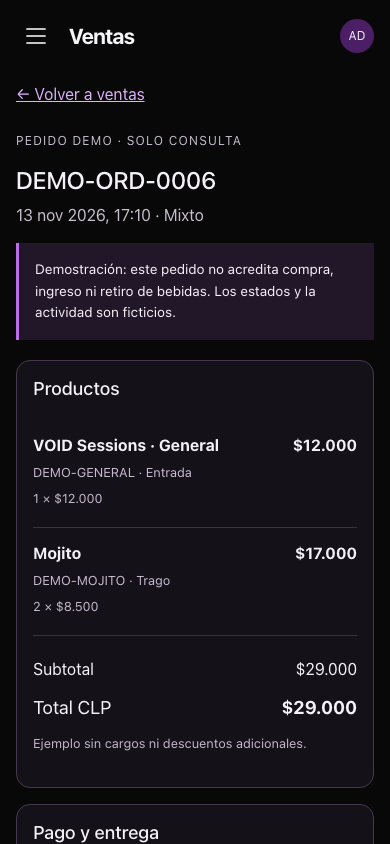 Ventas
AD
← Volver a ventas
PEDIDO DEMO · SOLO CONSULTA
DEMO-ORD-0006
13 nov 2026, 17:10 · Mixto
Demostración: este pedido no acredita compra,
ingreso ni retiro de bebidas. Los estados y la
actividad son ficticios.
Productos
VOID Sessions · General $12.000
DEMO-GENERAL · Entrada
1 × $12.000
Mojito $17.000
DEMO-MOJITO · Trago
2 × $8.500
Subtotal $29.000
Total CLP $29.000
Ejemplo sin cargos ni descuentos adicionales.
Pago y entrega